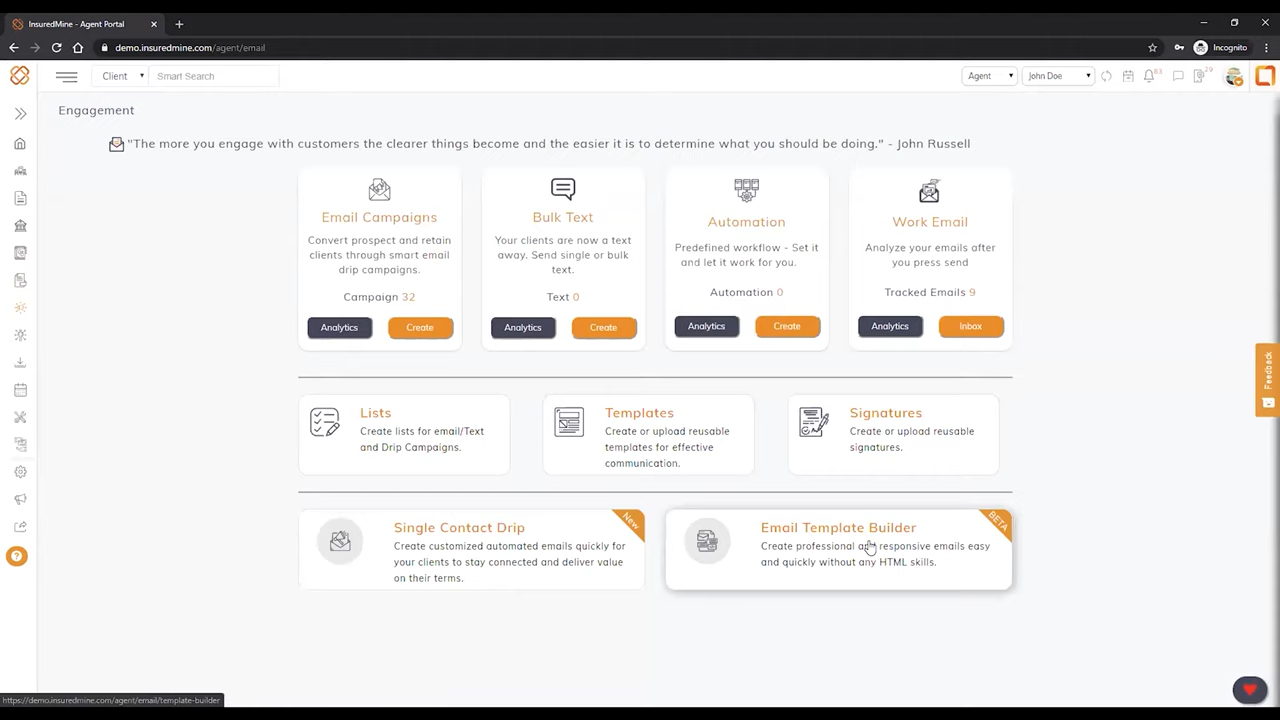 InsuredMine - Agent Portal
demo.insuredmine.com/agent/email
Incognito
Client
Smart Search
Agent
John Doe
83
29
Engagement
"The more you engage with customers the clearer things become and the easier it is to determine what you should be doing." - John Russell
Email Campaigns
Convert prospect and retain
clients through smart email
drip campaigns.
Campaign 32
Analytics
Create
Bulk Text
Your clients are now a text
away. Send single or bulk
text.
Text 0
Analytics
Create
Automation
Predefined workflow - Set it
and let it work for you.
Automation 0
Analytics
Create
Work Email
Analyze your emails after
you press send
Tracked Emails 9
Analytics
Inbox
Feedback
Lists
Create lists for email/Text
and Drip Campaigns.
Templates
Create or upload reusable
templates for effective
communication.
Signatures
Create or upload reusable
signatures.
Single Contact Drip
New
Create customized automated emails quickly for
your clients to stay connected and deliver value
on their terms.
Email Template Builder
BETA
Create professional and responsive emails easy
and quickly without any HTML skills.
https://demo.insuredmine.com/agent/email/template-builder